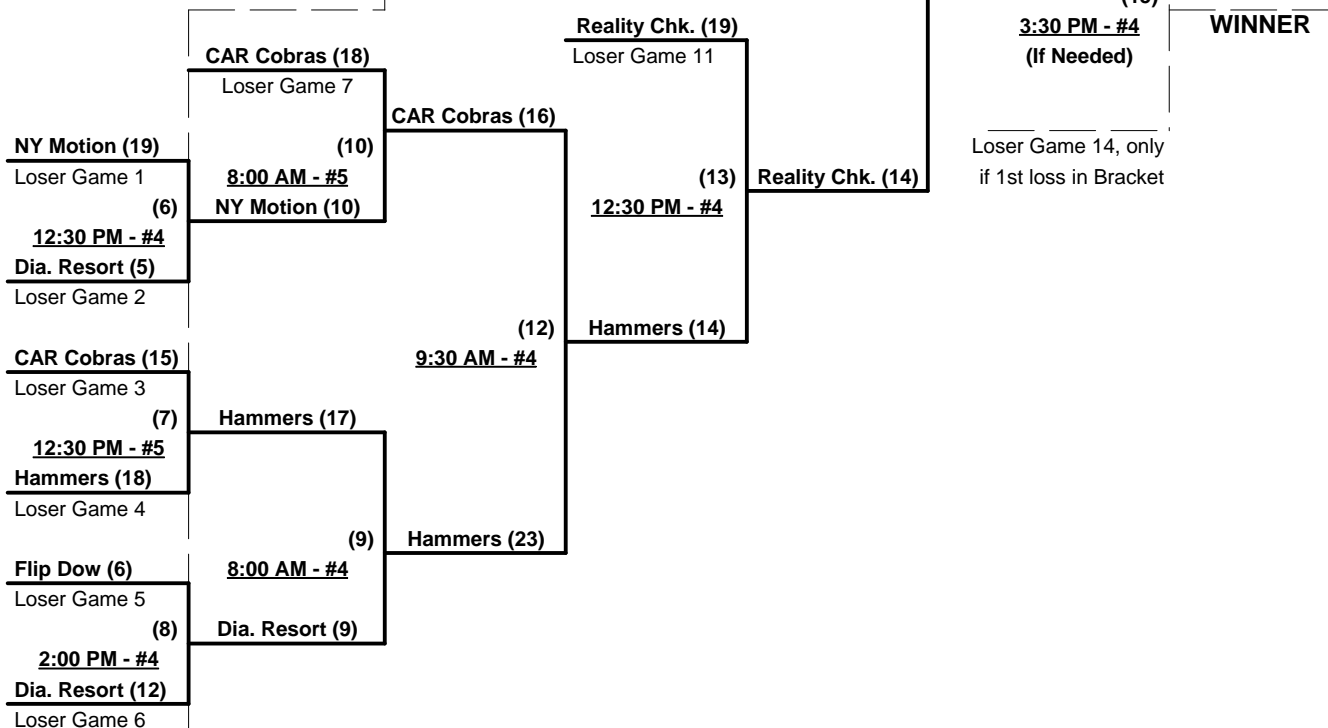 (15)
3:30 PM - #4
(If Needed)
WINNER
Reality Chk. (19)
Loser Game 11
CAR Cobras (18)
Loser Game 7
CAR Cobras (16)
NY Motion (19)
Loser Game 1
(10)
8:00 AM - #5
Loser Game 14, only
if 1st loss in Bracket
(13)
12:30 PM - #4
Reality Chk. (14)
(6)
12:30 PM - #4
NY Motion (10)
Dia. Resort (5)
Loser Game 2
(12)
9:30 AM - #4
Hammers (14)
CAR Cobras (15)
Loser Game 3
(7)
12:30 PM - #5
Hammers (17)
Hammers (18)
Loser Game 4
(9)
8:00 AM - #4
Hammers (23)
Flip Dow (6)
Loser Game 5
(8)
2:00 PM - #4
Dia. Resort (9)
Dia. Resort (12)
Loser Game 6